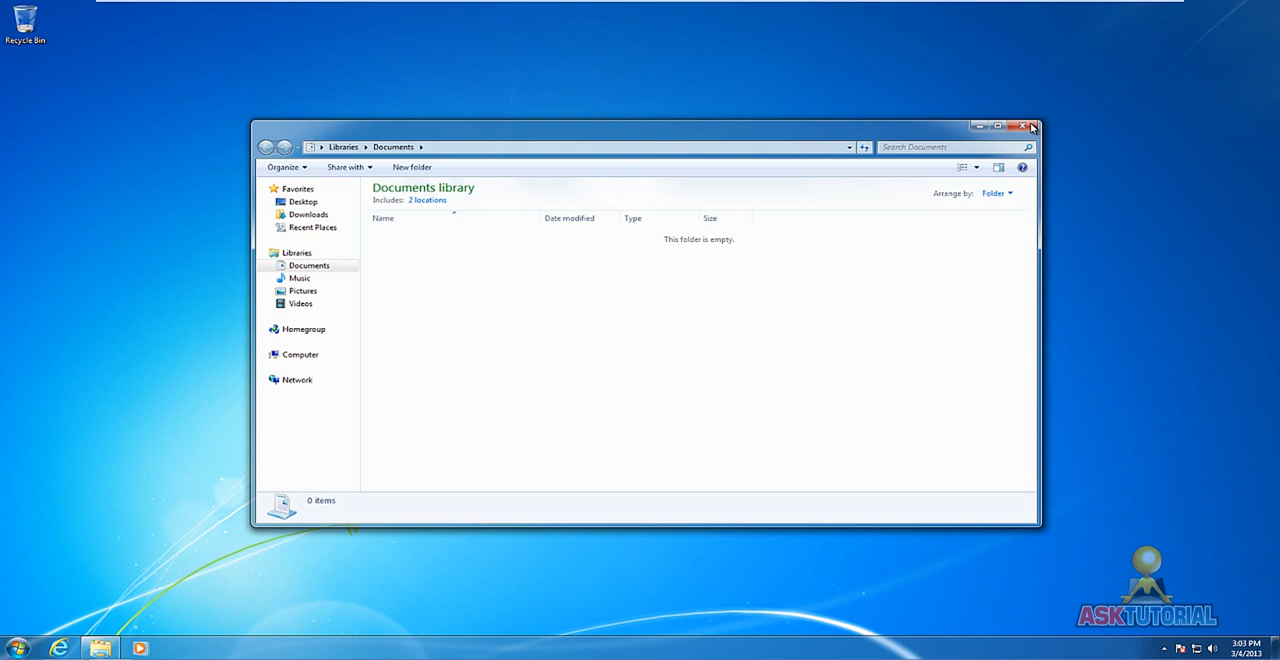 Recycle Bin
Libraries Documents
Search Documents
Organize Share with New folder
Favorites
Desktop
Downloads
Recent Places
Libraries
Documents
Music
Pictures
Videos
Homegroup
Computer
Network
Documents library
Includes: 2 locations
Arrange by: Folder
Name Date modified Type Size
This folder is empty.
0 items
ASKTUTORIAL
3:03 PM
3/4/2013